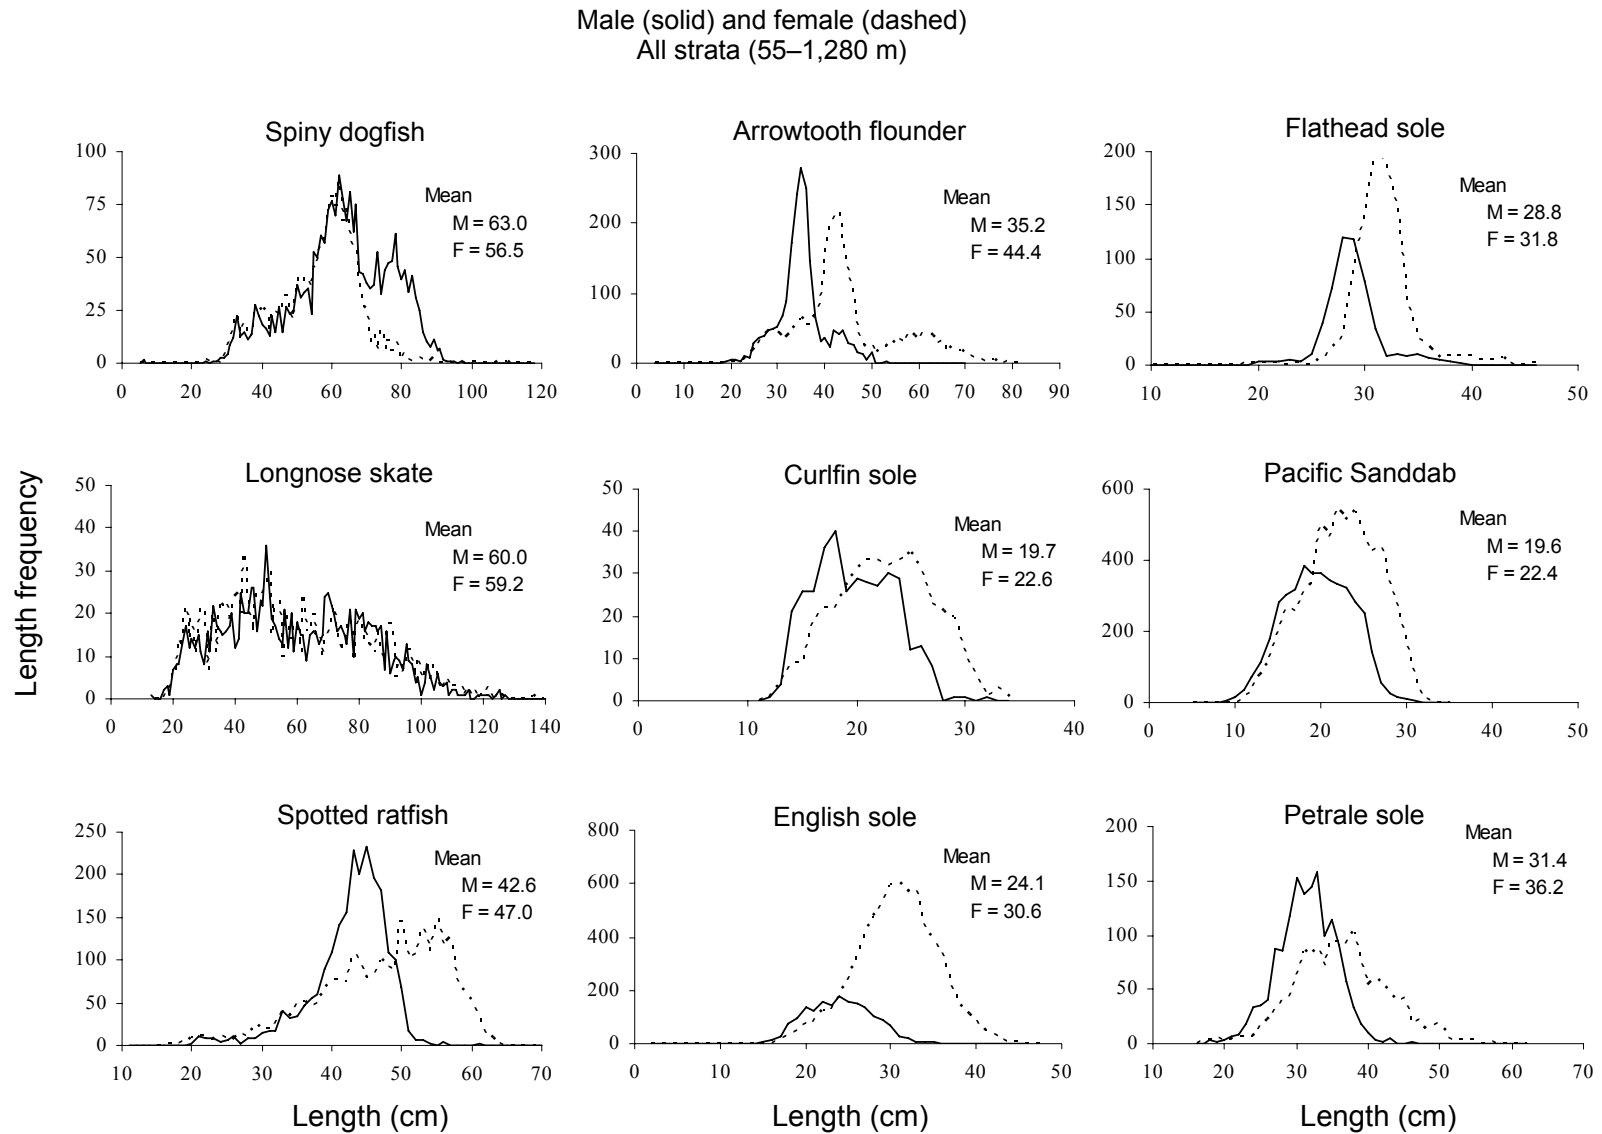 Male (solid) and female (dashed)
All strata (55–1,280 m)
Spiny dogfish
100
75
50
25
0
0 20 40 60 80 100 120
Mean
M = 63.0
F = 56.5
Arrowtooth flounder
300
200
100
0
0 10 20 30 40 50 60 70 80 90
Mean
M = 35.2
F = 44.4
Flathead sole
200
150
100
50
0
10 20 30 40 50
Mean
M = 28.8
F = 31.8
Length frequency
Longnose skate
50
40
30
20
10
0
0 20 40 60 80 100 120 140
Mean
M = 60.0
F = 59.2
Curlfin sole
50
40
30
20
10
0
0 10 20 30 40
Mean
M = 19.7
F = 22.6
Pacific Sanddab
600
400
200
0
0 10 20 30 40 50
Mean
M = 19.6
F = 22.4
Spotted ratfish
250
200
150
100
50
0
10 20 30 40 50 60 70
Mean
M = 42.6
F = 47.0
Length (cm)
English sole
800
600
400
200
0
0 10 20 30 40 50
Mean
M = 24.1
F = 30.6
Length (cm)
Petrale sole
200
150
100
50
0
10 20 30 40 50 60 70
Mean
M = 31.4
F = 36.2
Length (cm)